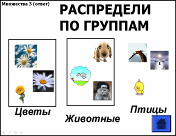 Множества 3 (ответ)
РАСПРЕДЕЛИ
ПО ГРУППАМ
Цветы
Животные
Птицы